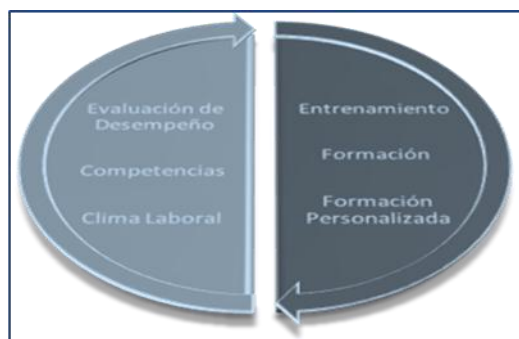 Evaluación de
Desempeño
Competencias
Clima Laboral
Entrenamiento
Formación
Formación
Personalizada